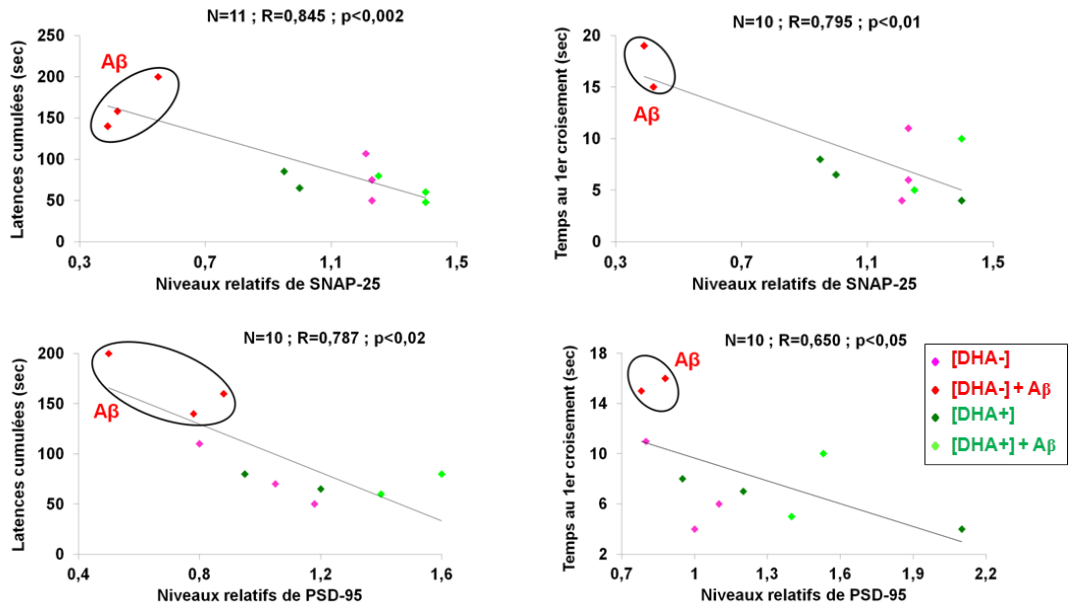 N=11 ; R=0,845 ; p<0,002
Latences cumulées (sec)
250
200
150
100
50
0
Aβ
0,3
0,7
1,1
1,5
Niveaux relatifs de SNAP-25
N=10 ; R=0,795 ; p<0,01
Temps au 1er croisement (sec)
20
15
10
5
0
Aβ
0,3
0,7
1,1
1,5
Niveaux relatifs de SNAP-25
N=10 ; R=0,787 ; p<0,02
Latences cumulées (sec)
200
150
100
50
0
Aβ
0,4
0,8
1,2
1,6
Niveaux relatifs de PSD-95
N=10 ; R=0,650 ; p<0,05
Temps au 1er croisement (sec)
18
14
10
6
2
Aβ
0,7
1
1,3
1,6
1,9
2,2
Niveaux relatifs de PSD-95
[DHA-]
[DHA-] + Aβ
[DHA+]
[DHA+] + Aβ